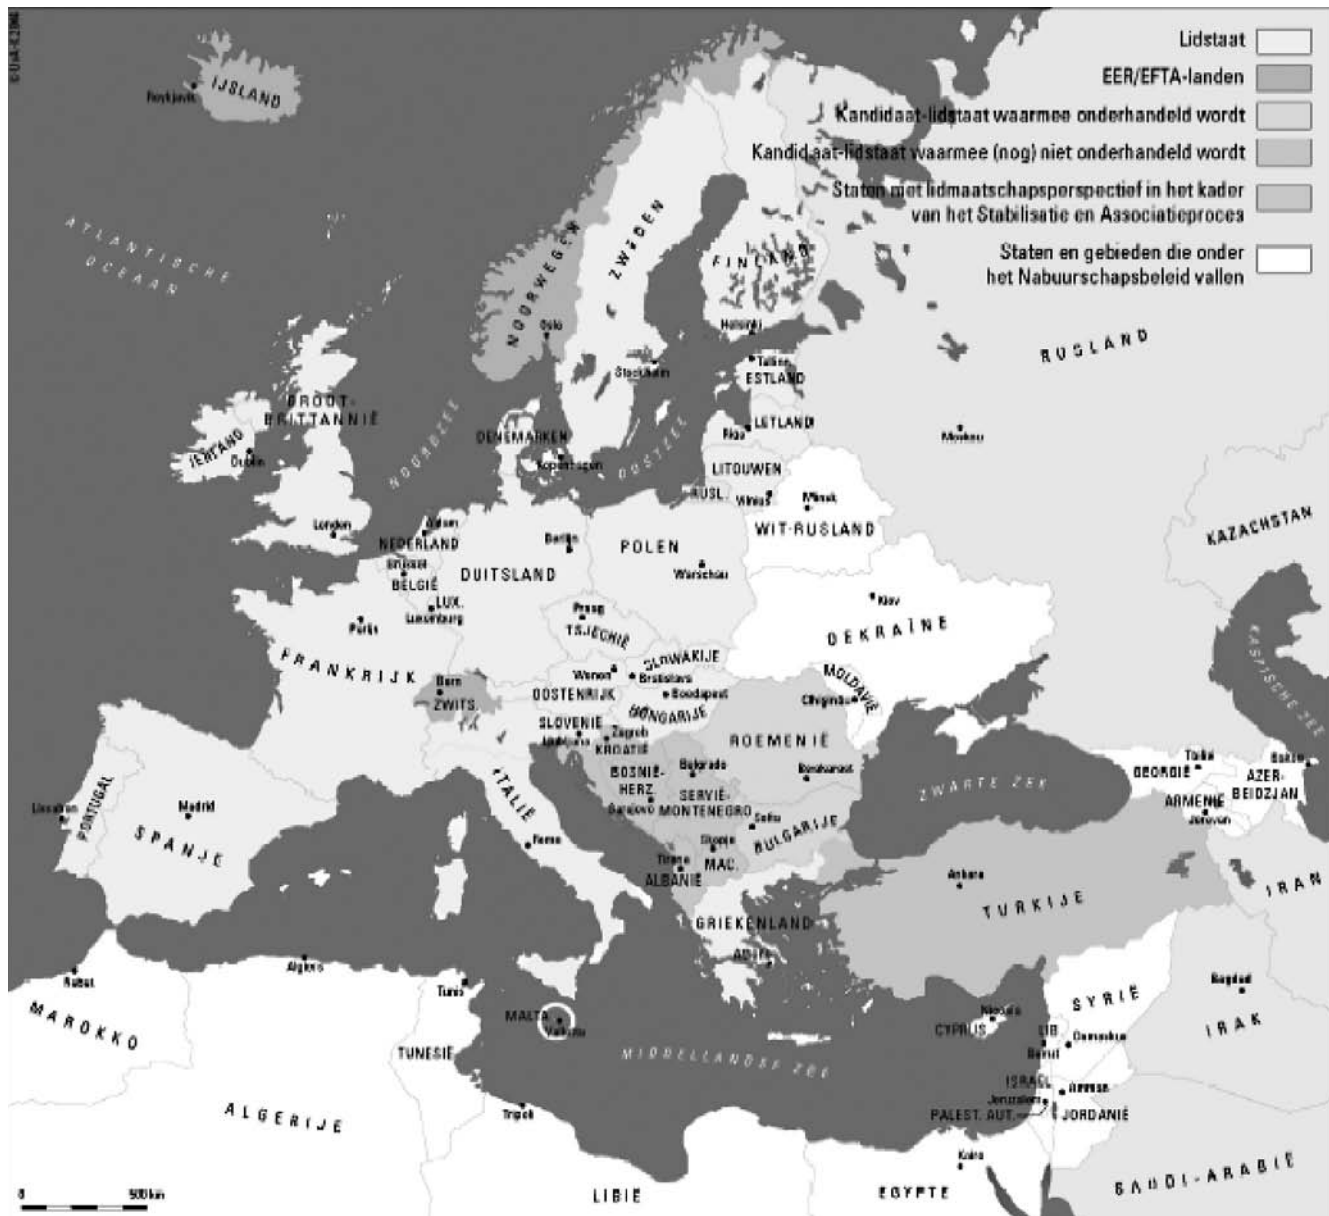 Lidstaat
EER/EFTA-landen
Kandidaat-lidstaat waarmee onderhandeld wordt
Kandidaat-lidstaat waarmee (nog) niet onderhandeld wordt
Staten met lidmaatschapsperspectief in het kader
van het Stabilisatie en Associatieproces
Staten en gebieden die onder
het Nabuurschapsbeleid vallen
IJSLAND
Reykjavik
ATLANTISCHE
OCEAAN
NOORWEGEN
Oslo
ZWEDEN
Stockholm
FINLAND
Helsinki
RUSLAND
Moskou
Tallinn
ESTLAND
Riga
LETLAND
LITOUWEN
Vilnius
RUSL.
Minsk
WIT-RUSLAND
GROOT-
BRITTANNIË
IERLAND
Dublin
Londen
NOORDZEE
DENEMARKEN
Kopenhagen
OOSTZEE
NEDERLAND
Brussel
BELGIË
LUX.
Luxemburg
DUITSLAND
Berlijn
POLEN
Warschau
KAZACHSTAN
KASPISCHE ZEE
Kiev
OEKRAÏNE
Praag
TSJECHIË
SLOWAKIJE
Bratislava
Wenen
OOSTENRIJK
Boedapest
HONGARIJE
MOLDAVIË
Parijs
FRANKRIJK
Bern
ZWITS.
SLOVENIË
Ljubljana
Zagreb
KROATIË
ROEMENIË
Boekarest
BOSNIË-
HERZ.
Sarajevo
Belgrado
SERVIË-
MONTENEGRO
Sofia
BULGARIJE
Skopje
MAC.
Tirana
ALBANIË
ITALIË
Rome
PORTUGAL
Lissabon
Madrid
SPANJE
ZWARTE ZEE
GEORGIË
ARMENIË
AZER-
BEIDZJAN
Bakoe
Ankara
TURKIJE
IRAN
GRIEKENLAND
MALTA
Valletta
Nicosia
CYPRUS
SYRIË
Damaskus
LIB.
Beirut
ISRAËL
Jeruzalem
PALEST. AUT.
Amman
JORDANIË
Bagdad
IRAK
SAUDI-ARABIË
MIDDELLANDSE ZEE
Rabat
MAROKKO
Algiers
ALGERIJE
Tunis
TUNESIË
Tripoli
LIBIË
Kaïro
EGYPTE
0 500 km